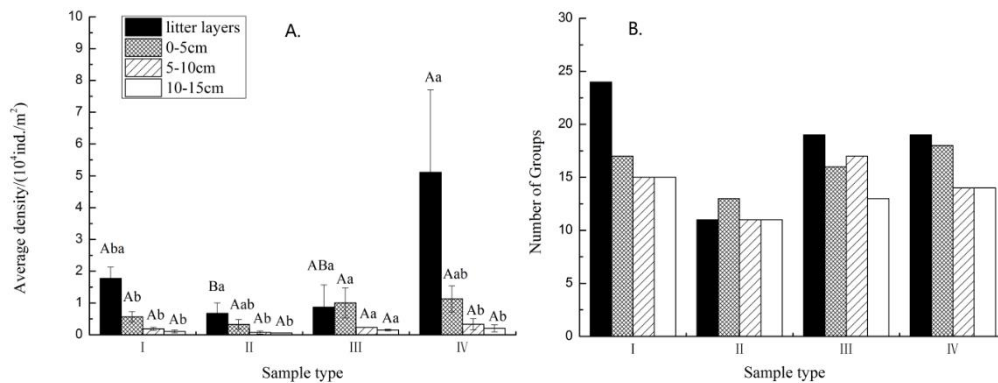 A.
litter layers
0-5cm
5-10cm
10-15cm
Average density/(10⁴ind./m²)
10
9
8
7
6
5
4
3
2
1
0
Aba
Ab
Ab
Ab
Ba
Aab
Ab
Ab
ABa
Aa
Aa
Aa
Aa
Aab
Ab
Ab
I
II
III
IV
Sample type
B.
Number of Groups
30
25
20
15
10
5
0
I
II
III
IV
Sample type